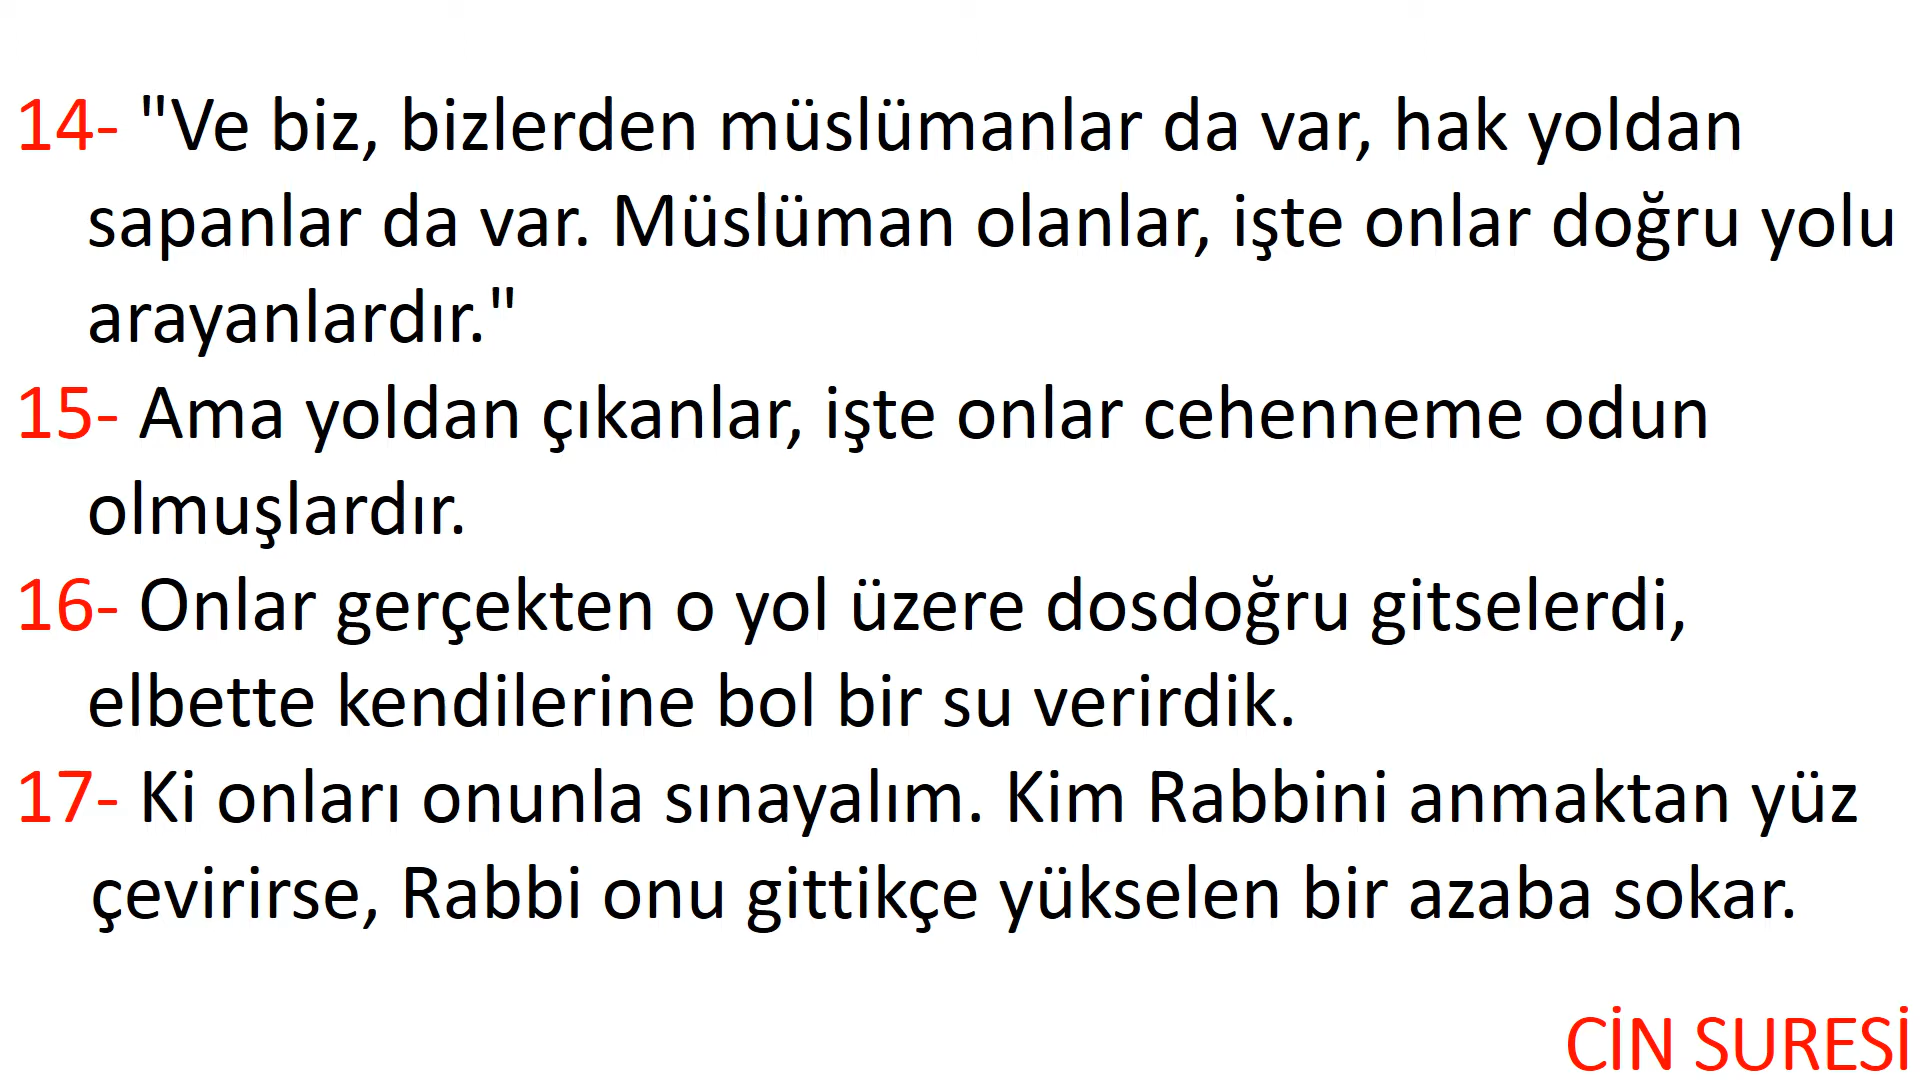 14- "Ve biz, bizlerden müslümanlar da var, hak yoldan
sapanlar da var. Müslüman olanlar, işte onlar doğru yolu
arayanlardır."
15- Ama yoldan çıkanlar, işte onlar cehenneme odun
olmuşlardır.
16- Onlar gerçekten o yol üzere dosdoğru gitselerdi,
elbette kendilerine bol bir su verirdik.
17- Ki onları onunla sınayalım. Kim Rabbini anmaktan yüz
çevirirse, Rabbi onu gittikçe yükselen bir azaba sokar.
CİN SURESİ